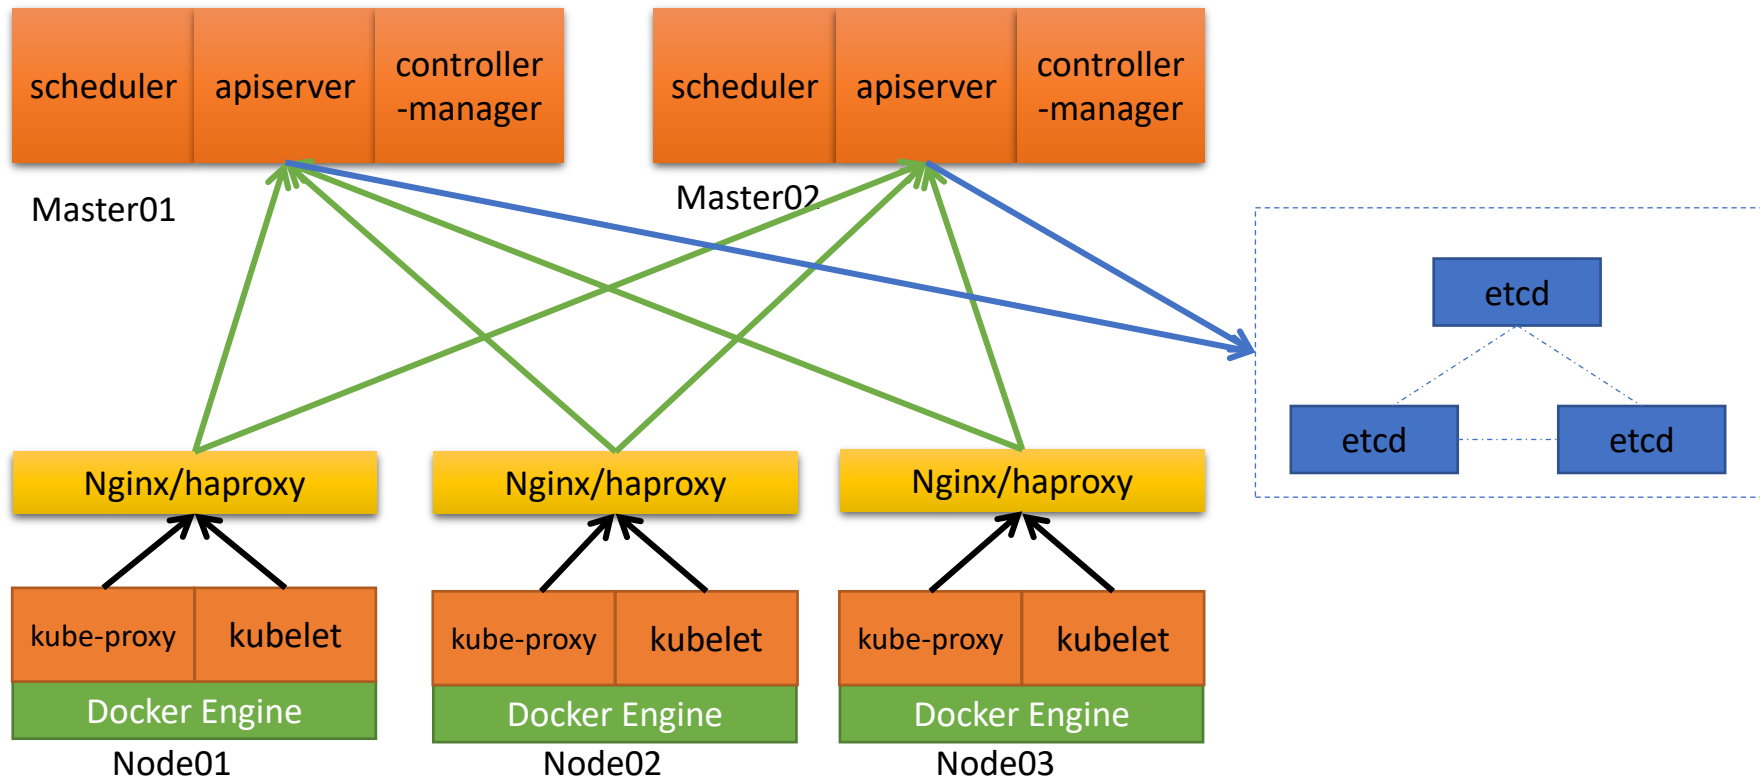 scheduler
apiserver
controller
-manager
scheduler
apiserver
controller
-manager
Master01
Master02
etcd
etcd
etcd
Nginx/haproxy
Nginx/haproxy
Nginx/haproxy
kube-proxy
kubelet
kube-proxy
kubelet
kube-proxy
kubelet
Docker Engine
Docker Engine
Docker Engine
Node01
Node02
Node03